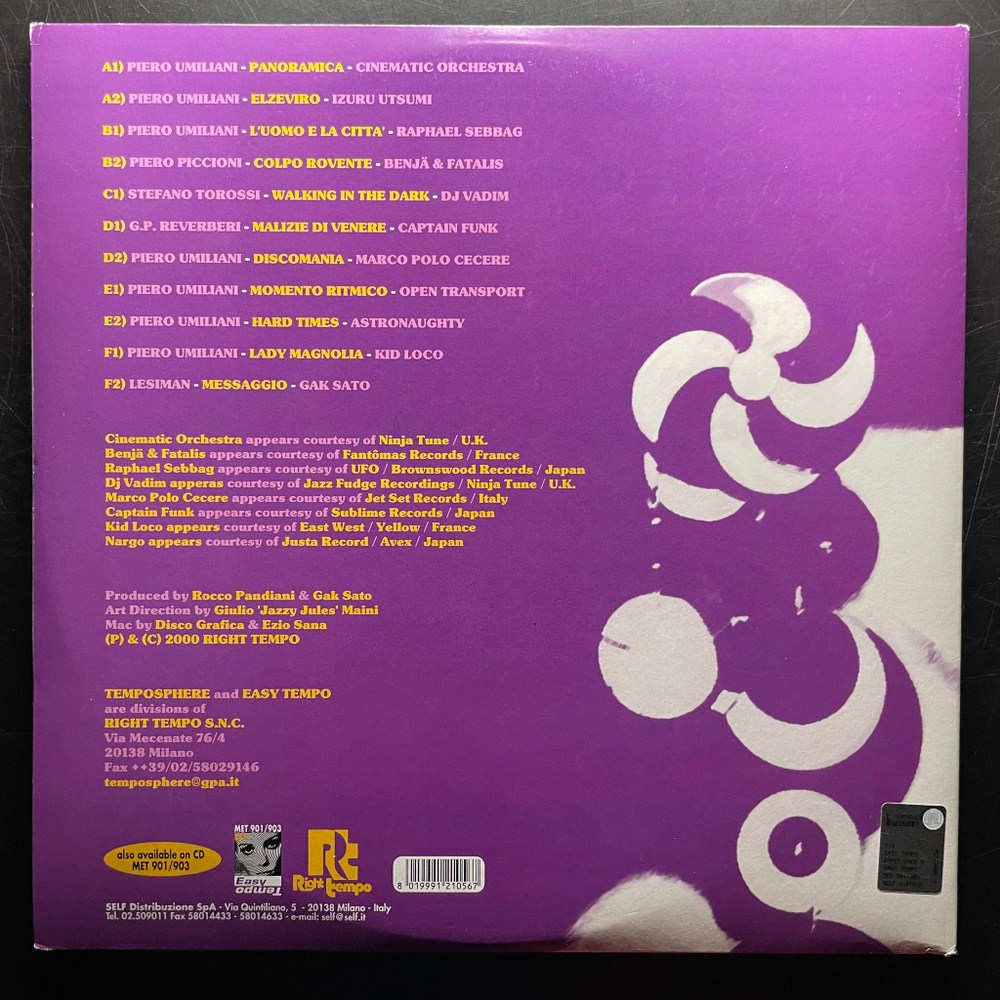 A1) PIERO UMILIANI - PANORAMICA - CINEMATIC ORCHESTRA
A2) PIERO UMILIANI - ELZEVIRO - IZURU UTSUMI
B1) PIERO UMILIANI - L'UOMO E LA CITTA' - RAPHAEL SEBBAG
B2) PIERO PICCIONI - COLPO ROVENTE - BENJÄ & FATALIS
C1) STEFANO TOROSSI - WALKING IN THE DARK - DJ VADIM
D1) G.P. REVERBERI - MALIZIE DI VENERE - CAPTAIN FUNK
D2) PIERO UMILIANI - DISCOMANIA - MARCO POLO CECERE
E1) PIERO UMILIANI - MOMENTO RITMICO - OPEN TRANSPORT
E2) PIERO UMILIANI - HARD TIMES - ASTRONAUGHTY
F1) PIERO UMILIANI - LADY MAGNOLIA - KID LOCO
F2) LESIMAN - MESSAGGIO - GAK SATO
Cinematic Orchestra appears courtesy of Ninja Tune / U.K.
Benjä & Fatalis appears courtesy of Fantômas Records / France
Raphael Sebbag appears courtesy of UFO / Brownswood Records / Japan
Dj Vadim apperas courtesy of Jazz Fudge Recordings / Ninja Tune / U.K.
Marco Polo Cecere appears courtesy of Jet Set Records / Italy
Captain Funk appears courtesy of Sublime Records / Japan
Kid Loco appears courtesy of East West / Yellow / France
Nargo appears courtesy of Justa Record / Avex / Japan
Produced by Rocco Pandiani & Gak Sato
Art Direction by Giulio 'Jazzy Jules' Maini
Mac by Disco Grafica & Ezio Sana
(P) & (C) 2000 RIGHT TEMPO
TEMPOSPHERE and EASY TEMPO
are divisions of
RIGHT TEMPO S.N.C.
Via Mecenate 76/4
20138 Milano
Fax ++39/02/58029146
temposphere@gpa.it
also available on CD
MET 901/903
MET 901/903
Easy
Tempo
Rt
Right tempo
8 019991 210567
SELF Distribuzione SpA - Via Quintiliano, 5 - 20138 Milano - Italy
Tel. 02.509011 Fax 58014433 - 58014633 - e-mail: self@self.it